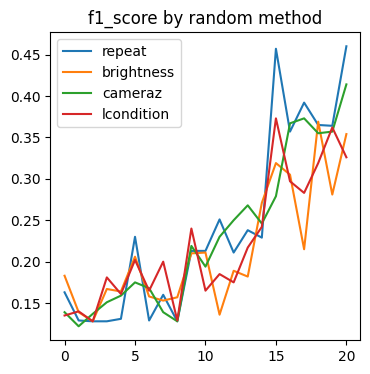 f1_score by random method
repeat
brightness
cameraz
lcondition
0.45
0.40
0.35
0.30
0.25
0.20
0.15
0 5 10 15 20